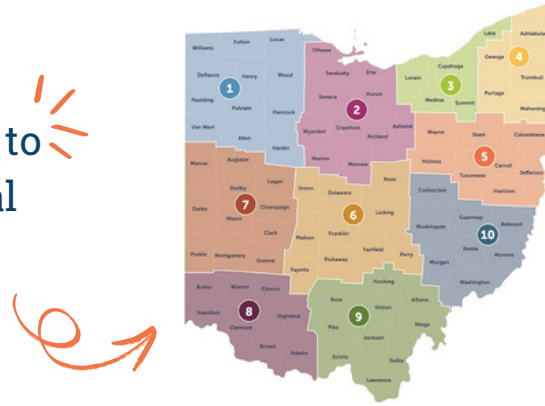 to
al
Williams Fulton Lucas
Defiance Henry Wood
1
Paulding Putnam Hancock
Van Wert Allen Hardin
Ottawa
Sandusky Erie
Seneca Huron
2
Wyandot Crawford Richland Ashland
Marion Morrow
Lake
Cuyahoga
Lorain
3
Medina Summit
Ashtabula
Geauga 4
Trumbull
Portage
Mahoning
Wayne Stark Columbiana
5
Holmes Tuscarawas Carroll Jefferson
Harrison
Union Delaware Knox
6
Licking
Madison Franklin
Fairfield Perry
Fayette Pickaway
Mercer Auglaize
Shelby Logan
7
Darke Miami Champaign
Clark
Preble Montgomery Greene
Butler Warren Clinton
Hamilton 8 Highland
Clermont
Brown Adams
Hocking
Ross Vinton Athens
9
Pike Jackson Meigs
Scioto Gallia
Lawrence
Coshocton
Muskingum Guernsey Belmont
10
Noble Monroe
Morgan
Washington